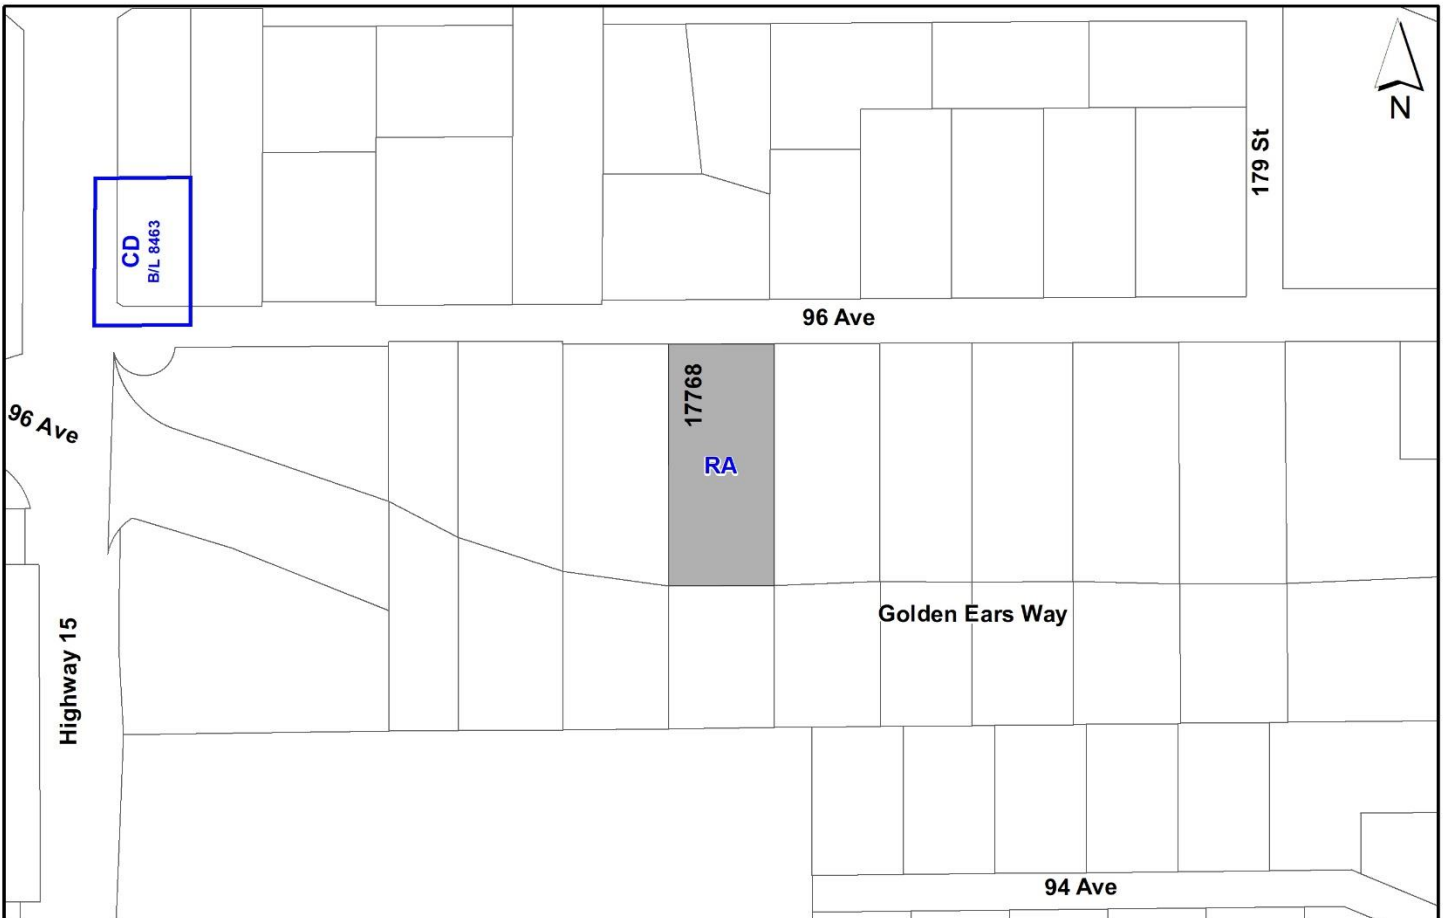 N
179 St
CD
B/L 8463
96 Ave
17768
96 Ave
RA
Golden Ears Way
Highway 15
94 Ave